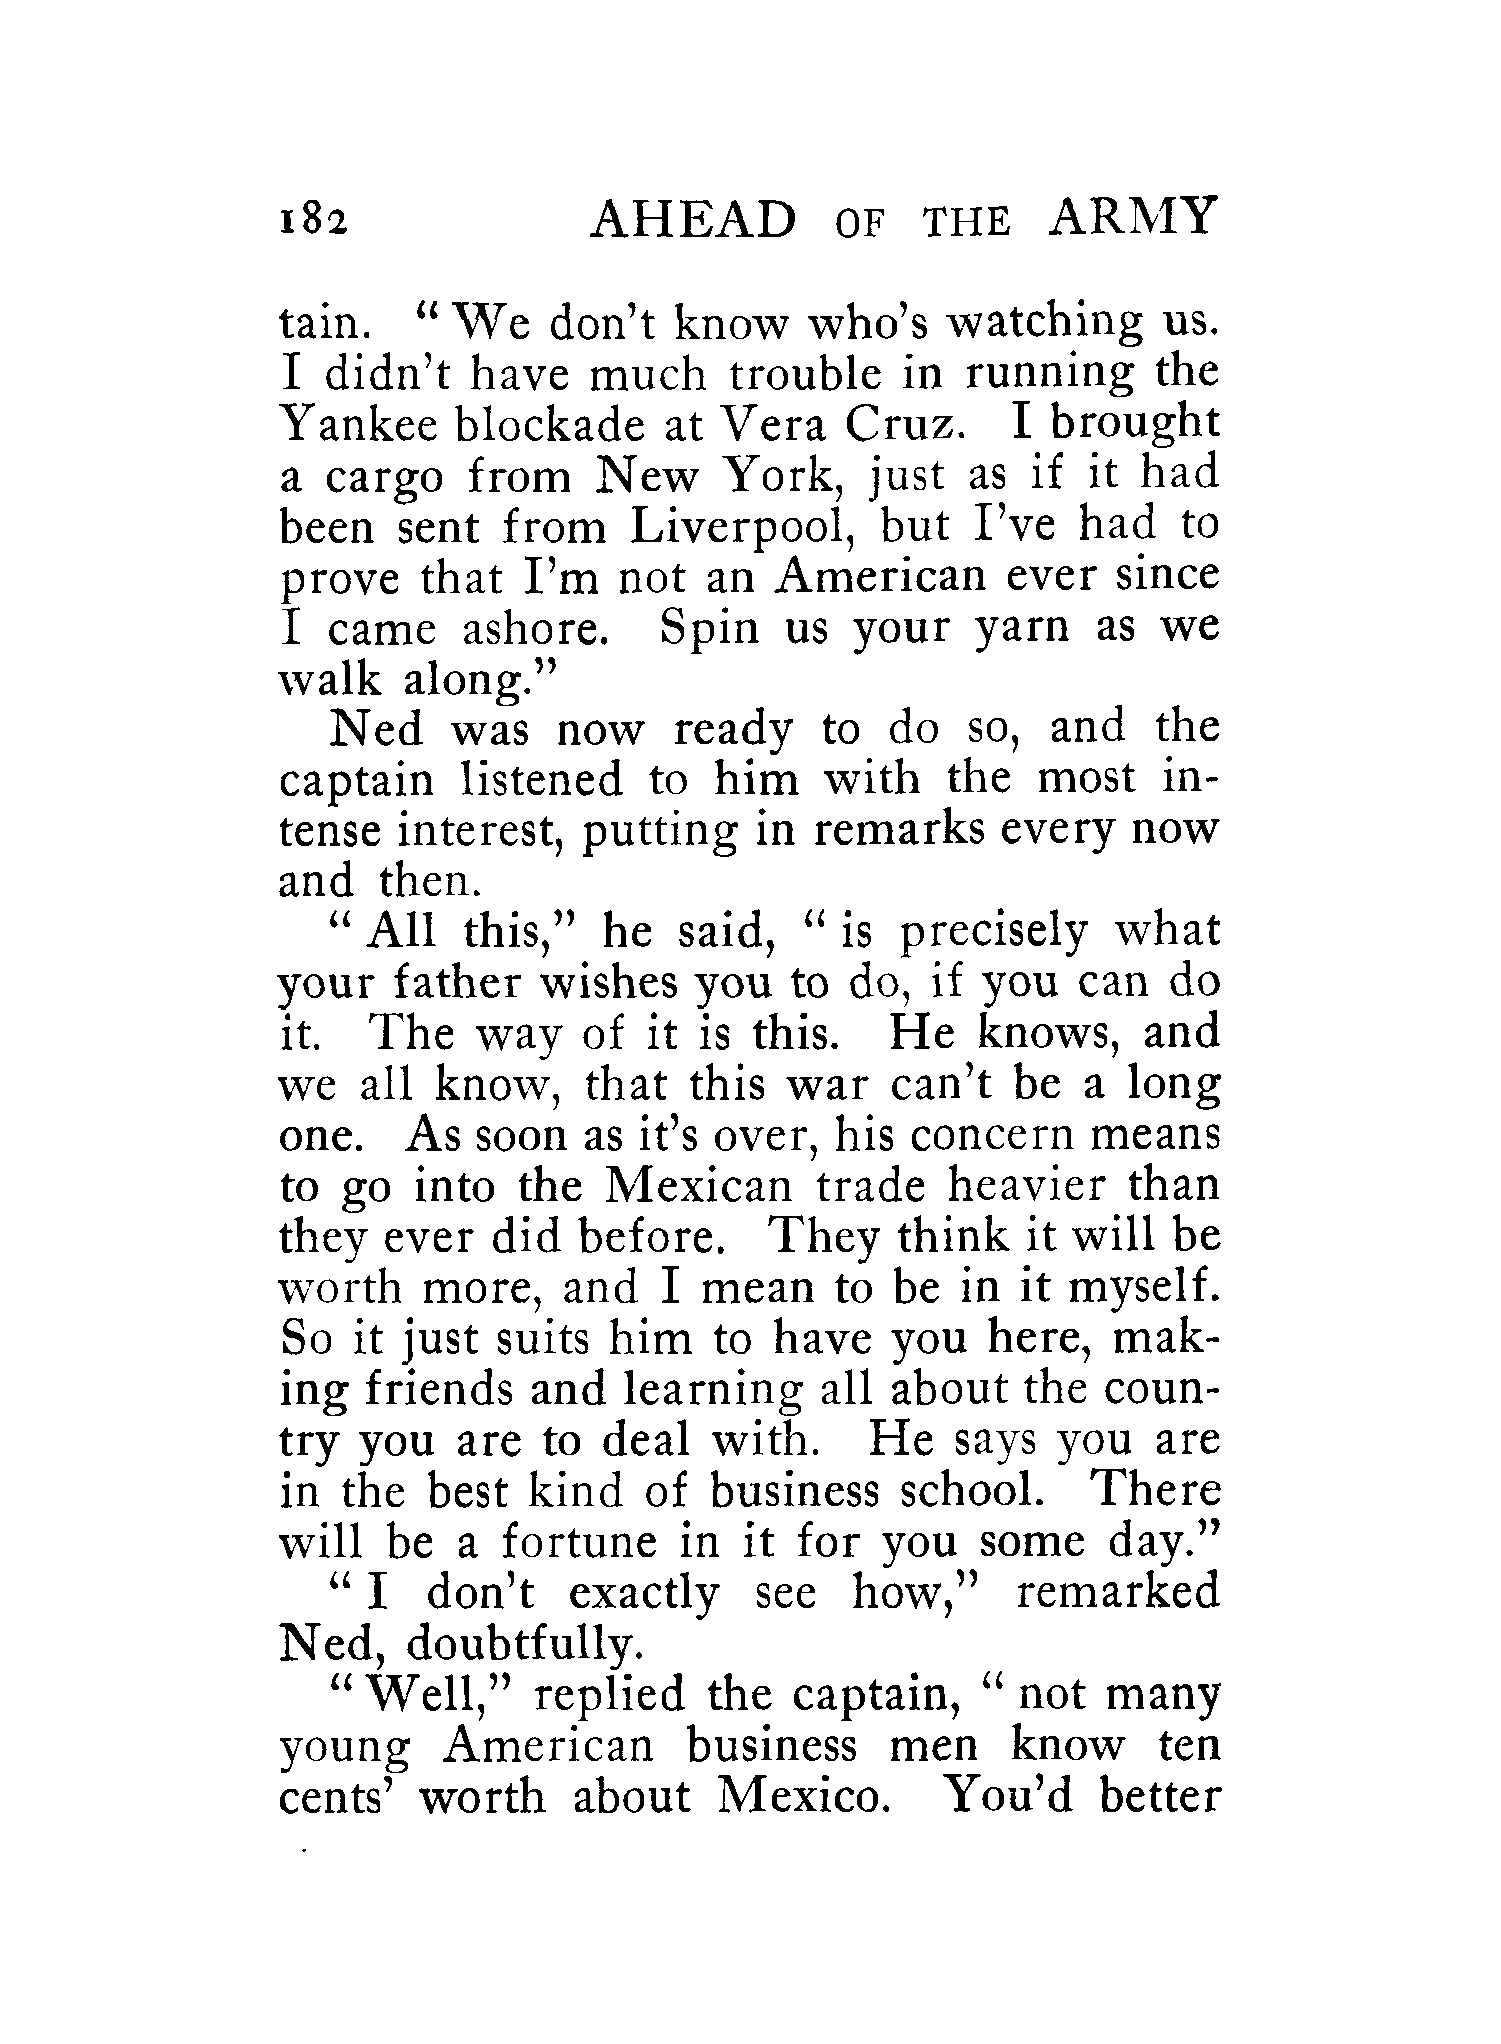 182 AHEAD OF THE ARMY
tain. “ We don’t know who’s watching us.
I didn’t have much trouble in running the
Yankee blockade at Vera Cruz. I brought
a cargo from New York, just as if it had
been sent from Liverpool, but I’ve had to
prove that I’m not an American ever since
I came ashore. Spin us your yarn as we
walk along.”
Ned was now ready to do so, and the
captain listened to him with the most in-
tense interest, putting in remarks every now
and then.
“ All this,” he said, “ is precisely what
your father wishes you to do, if you can do
it. The way of it is this. He knows, and
we all know, that this war can’t be a long
one. As soon as it’s over, his concern means
to go into the Mexican trade heavier than
they ever did before. They think it will be
worth more, and I mean to be in it myself.
So it just suits him to have you here, mak-
ing friends and learning all about the coun-
try you are to deal with. He says you are
in the best kind of business school. There
will be a fortune in it for you some day.”
“ I don’t exactly see how,” remarked
Ned, doubtfully.
“ Well,” replied the captain, “ not many
young American business men know ten
cents’ worth about Mexico. You’d better